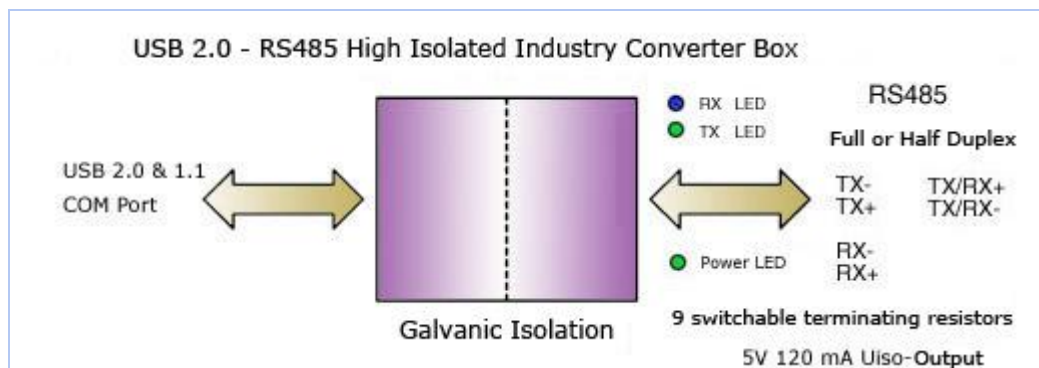 USB 2.0 - RS485 High Isolated Industry Converter Box
USB 2.0 & 1.1
COM Port
Galvanic Isolation
RX LED
TX LED
Power LED
RS485
Full or Half Duplex
TX- TX/RX+
TX+ TX/RX-
RX-
RX+
9 switchable terminating resistors
5V 120 mA Uiso-Output